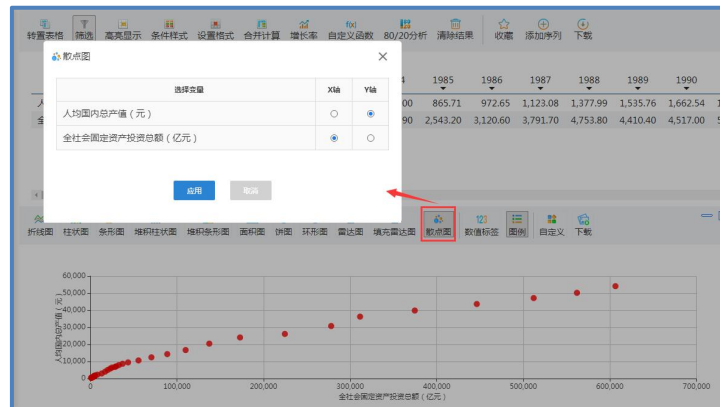 转置表格 筛选 高亮显示 条件样式 设置格式 合并计算 增长率 自定义函数 80/20分析 清除结果 收藏 添加序列 下载
散点图 ×
4 1985 1986 1987 1988 1989 1990
选择变量 X轴 Y轴
人均国内总产值（元）
人 00 865.71 972.65 1,123.08 1,377.99 1,535.76 1,662.54 1
全社会固定资产投资总额（亿元）
全 90 2,543.20 3,120.60 3,791.70 4,753.80 4,410.40 4,517.00 5
应用 取消
折线图 柱状图 条形图 堆积柱状图 堆积条形图 面积图 饼图 环形图 雷达图 填充雷达图 散点图 数值标签 图例 自定义 下载
人均国内总产值（元）
60,000
50,000
40,000
30,000
20,000
10,000
0
0 100,000 200,000 300,000 400,000 500,000 600,000 700,000
全社会固定资产投资总额（亿元）